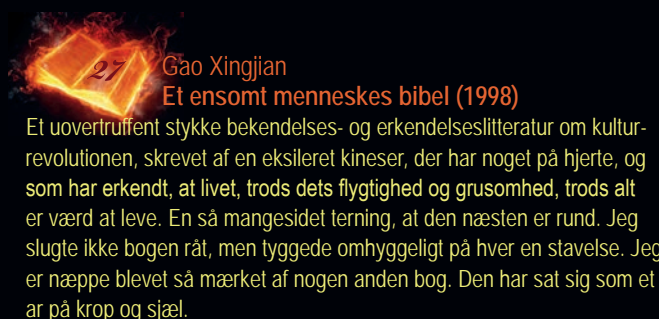 27
Gao Xingjian
Et ensomt menneskes bibel (1998)
Et uovertruffent stykke bekendelses- og erkendelseslitteratur om kultur-
revolutionen, skrevet af en eksileret kineser, der har noget på hjerte, og
som har erkendt, at livet, trods dets flygtighed og grusomhed, trods alt
er værd at leve. En så mangesidet terning, at den næsten er rund. Jeg
slugte ikke bogen råt, men tyggede omhyggeligt på hver en stavelse. Jeg
er næppe blevet så mærket af nogen anden bog. Den har sat sig som et
ar på krop og sjæl.